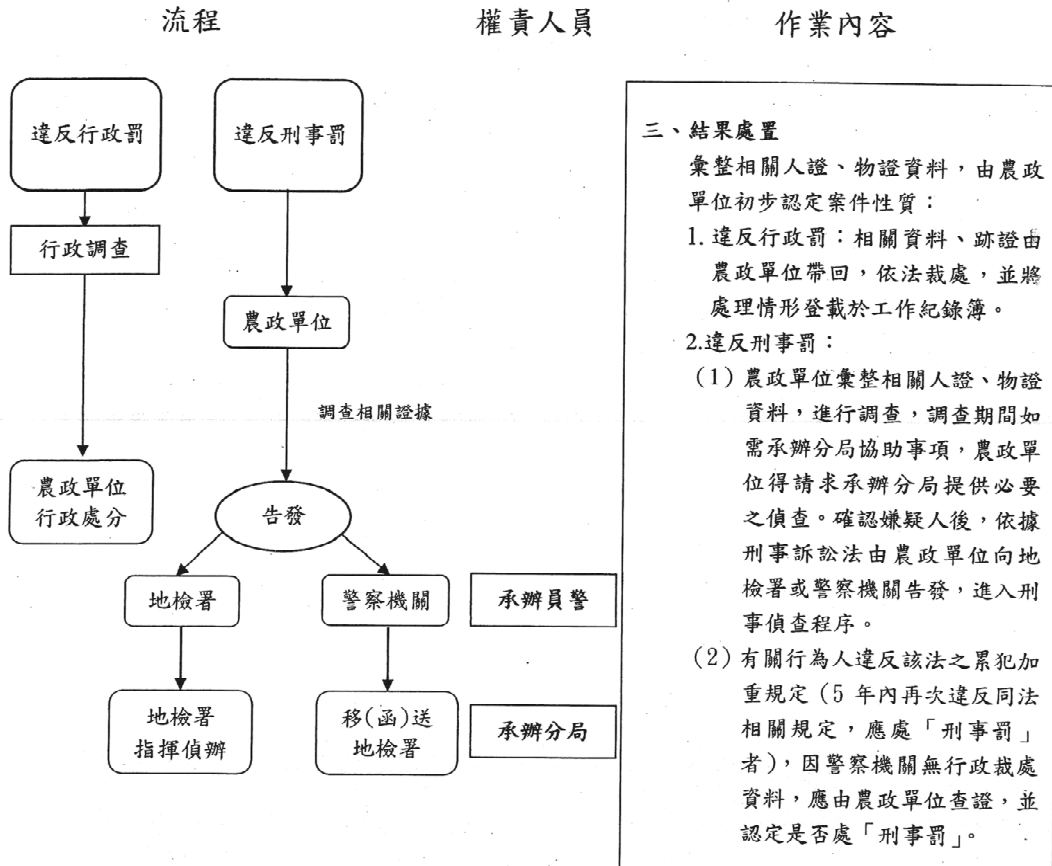 流程
權責人員
作業內容
違反行政罰
違反刑事罰
行政調查
農政單位
調查相關證據
農政單位
行政處分
告發
地檢署
警察機關
承辦員警
地檢署
指揮偵辦
移(函)送
地檢署
承辦分局
三、結果處置
彙整相關人證、物證資料，由農政
單位初步認定案件性質：
1. 違反行政罰：相關資料、跡證由
農政單位帶回，依法裁處，並將
處理情形登載於工作紀錄簿。
2.違反刑事罰：
(1) 農政單位彙整相關人證、物證
資料，進行調查，調查期間如
需承辦分局協助事項，農政單
位得請求承辦分局提供必要
之偵查。確認嫌疑人後，依據
刑事訴訟法由農政單位向地
檢署或警察機關告發，進入刑
事偵查程序。
(2) 有關行為人違反該法之累犯加
重規定（5 年內再次違反同法
相關規定，應處「刑事罰」
者），因警察機關無行政裁處
資料，應由農政單位查證，並
認定是否處「刑事罰」。